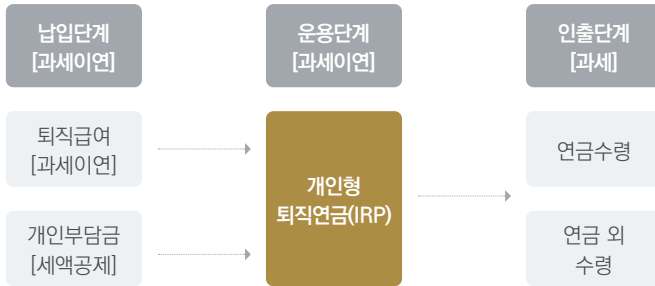 납입단계
[과세이연]
운용단계
[과세이연]
인출단계
[과세]
퇴직급여
[과세이연]
개인부담금
[세액공제]
개인형
퇴직연금(IRP)
연금수령
연금 외
수령